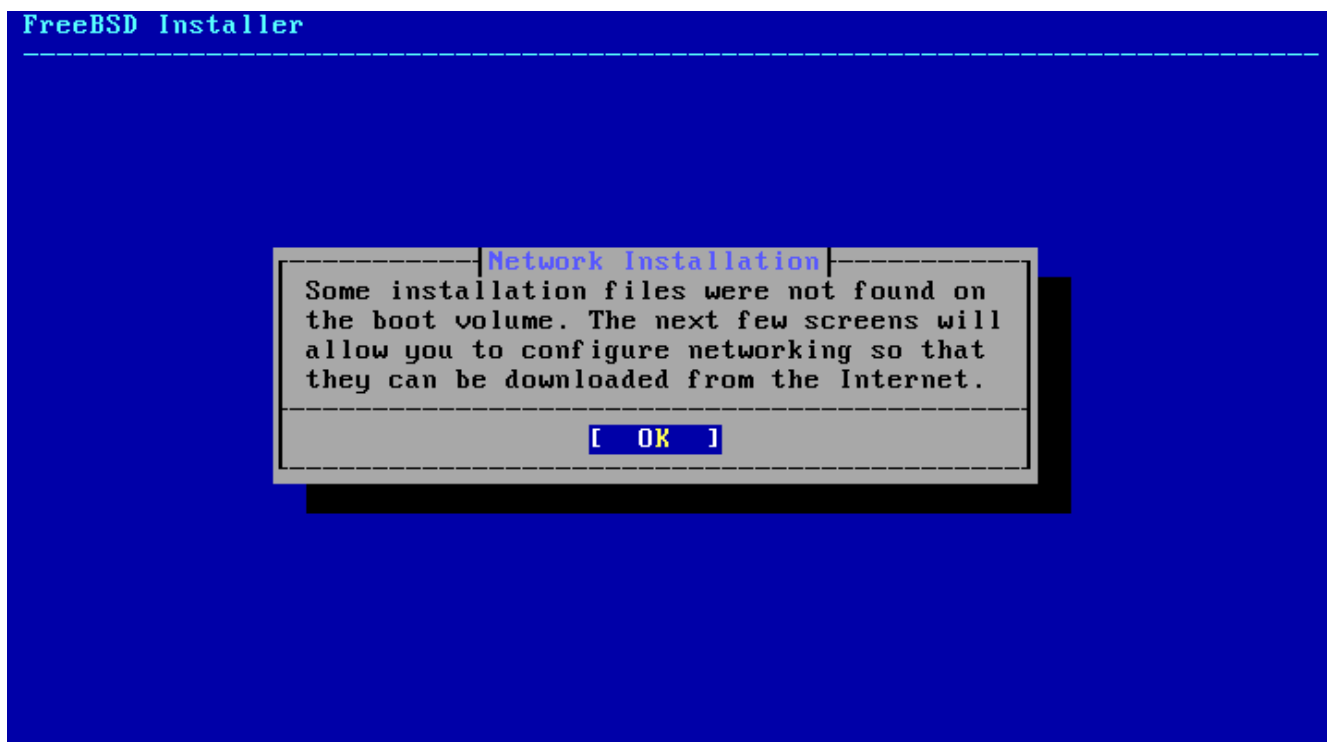 FreeBSD Installer
Network Installation
Some installation files were not found on
the boot volume. The next few screens will
allow you to configure networking so that
they can be downloaded from the Internet.
[ OK ]